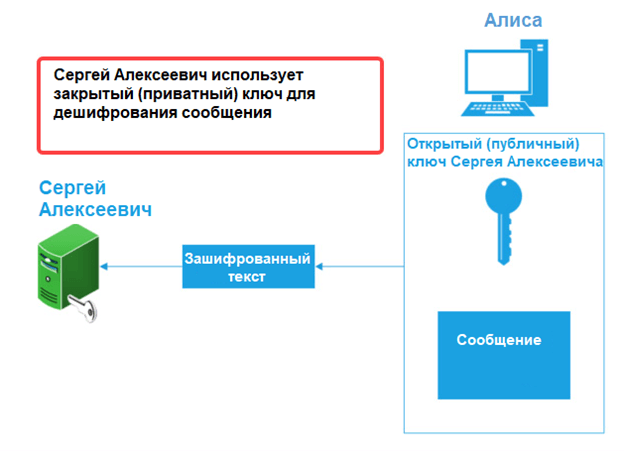 Алиса
Сергей Алексеевич использует
закрытый (приватный) ключ для
дешифрования сообщения
Открытый (публичный)
ключ Сергея Алексеевича
Сергей
Алексеевич
Зашифрованный
текст
Сообщение